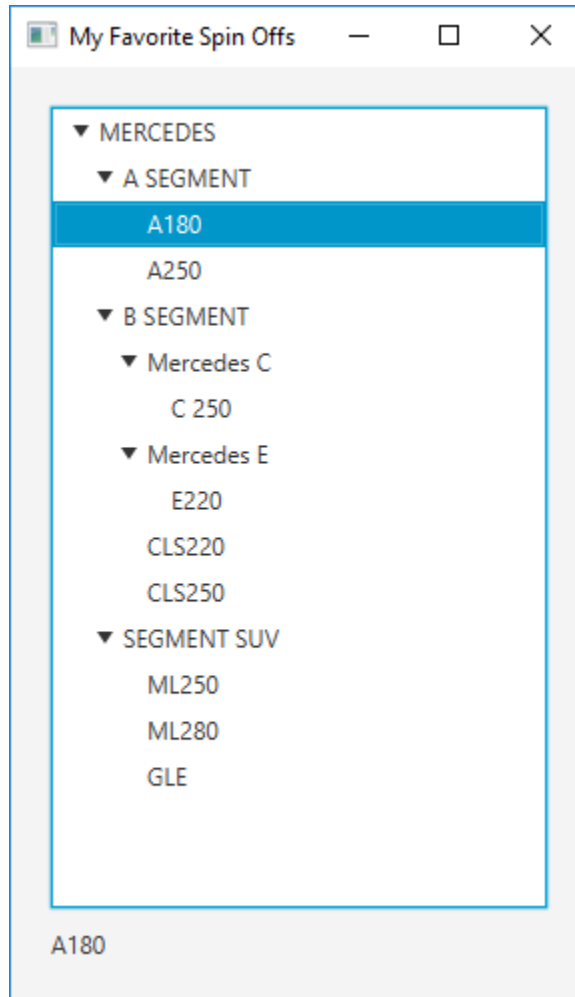 My Favorite Spin Offs
MERCEDES
A SEGMENT
A180
A250
B SEGMENT
Mercedes C
C 250
Mercedes E
E220
CLS220
CLS250
SEGMENT SUV
ML250
ML280
GLE
A180